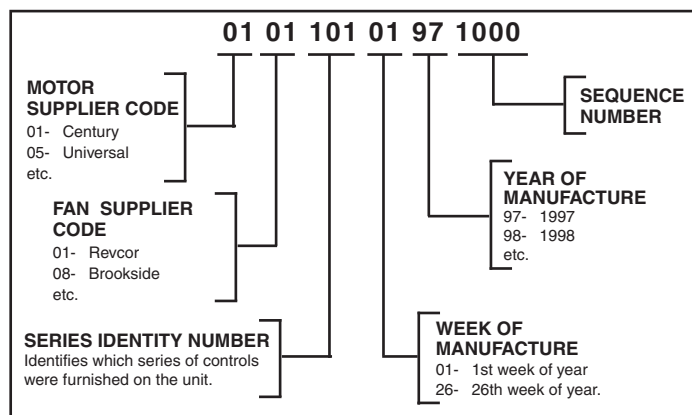 01 01 101 01 97 1000
MOTOR
SUPPLIER CODE
01- Century
05- Universal
etc.
FAN SUPPLIER
CODE
01- Revcor
08- Brookside
etc.
SERIES IDENTITY NUMBER
Identifies which series of controls
were furnished on the unit.
SEQUENCE
NUMBER
YEAR OF
MANUFACTURE
97- 1997
98- 1998
etc.
WEEK OF
MANUFACTURE
01- 1st week of year
26- 26th week of year.